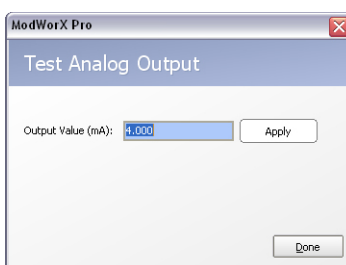 ModWorX Pro
Test Analog Output
Output Value (mA): 4.000 Apply
Done